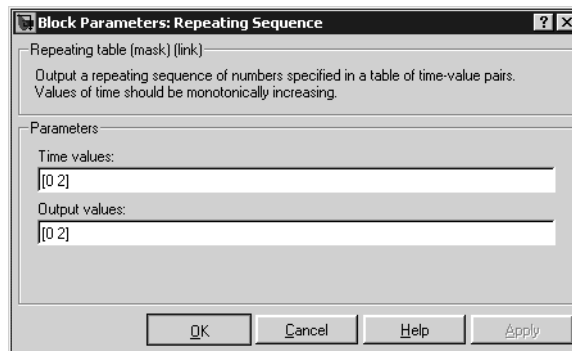 Block Parameters: Repeating Sequence
Repeating table (mask) (link)
Output a repeating sequence of numbers specified in a table of time-value pairs.
Values of time should be monotonically increasing.
Parameters
Time values:
[0 2]
Output values:
[0 2]
OK Cancel Help Apply